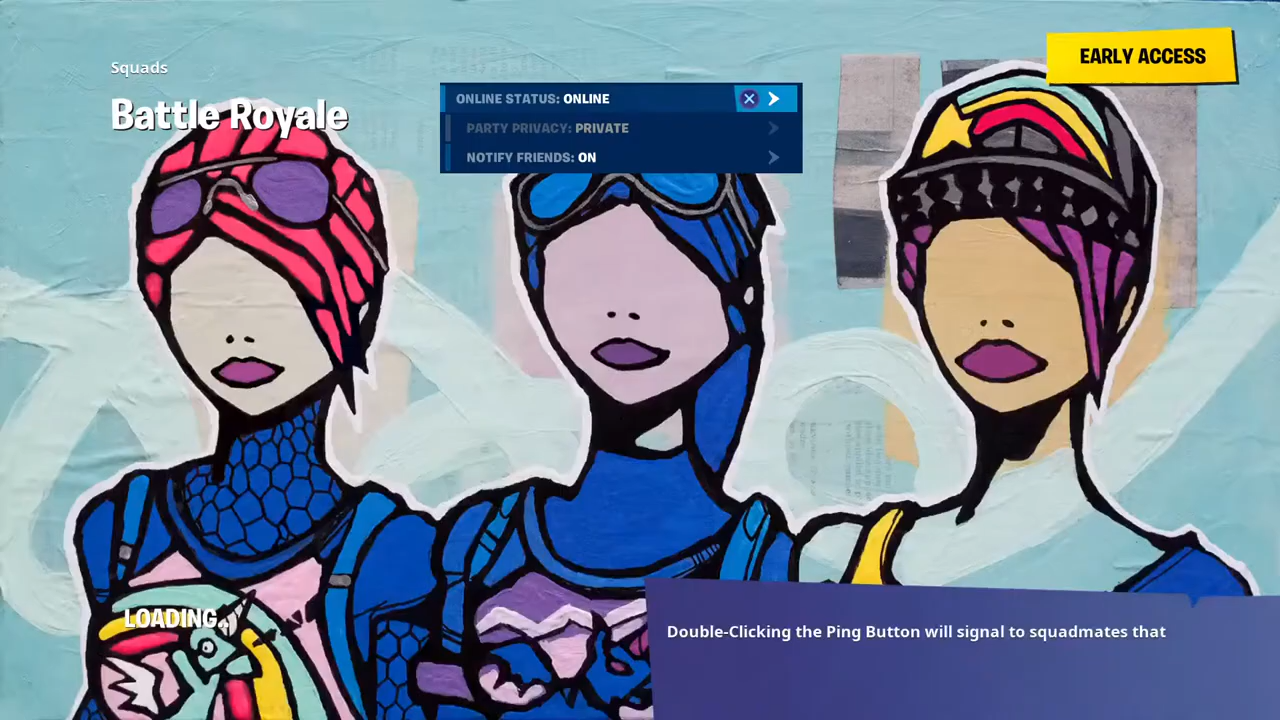 Squads
Battle Royale
EARLY ACCESS
ONLINE STATUS: ONLINE
PARTY PRIVACY: PRIVATE
NOTIFY FRIENDS: ON
LOADING..
Double-Clicking the Ping Button will signal to squadmates that